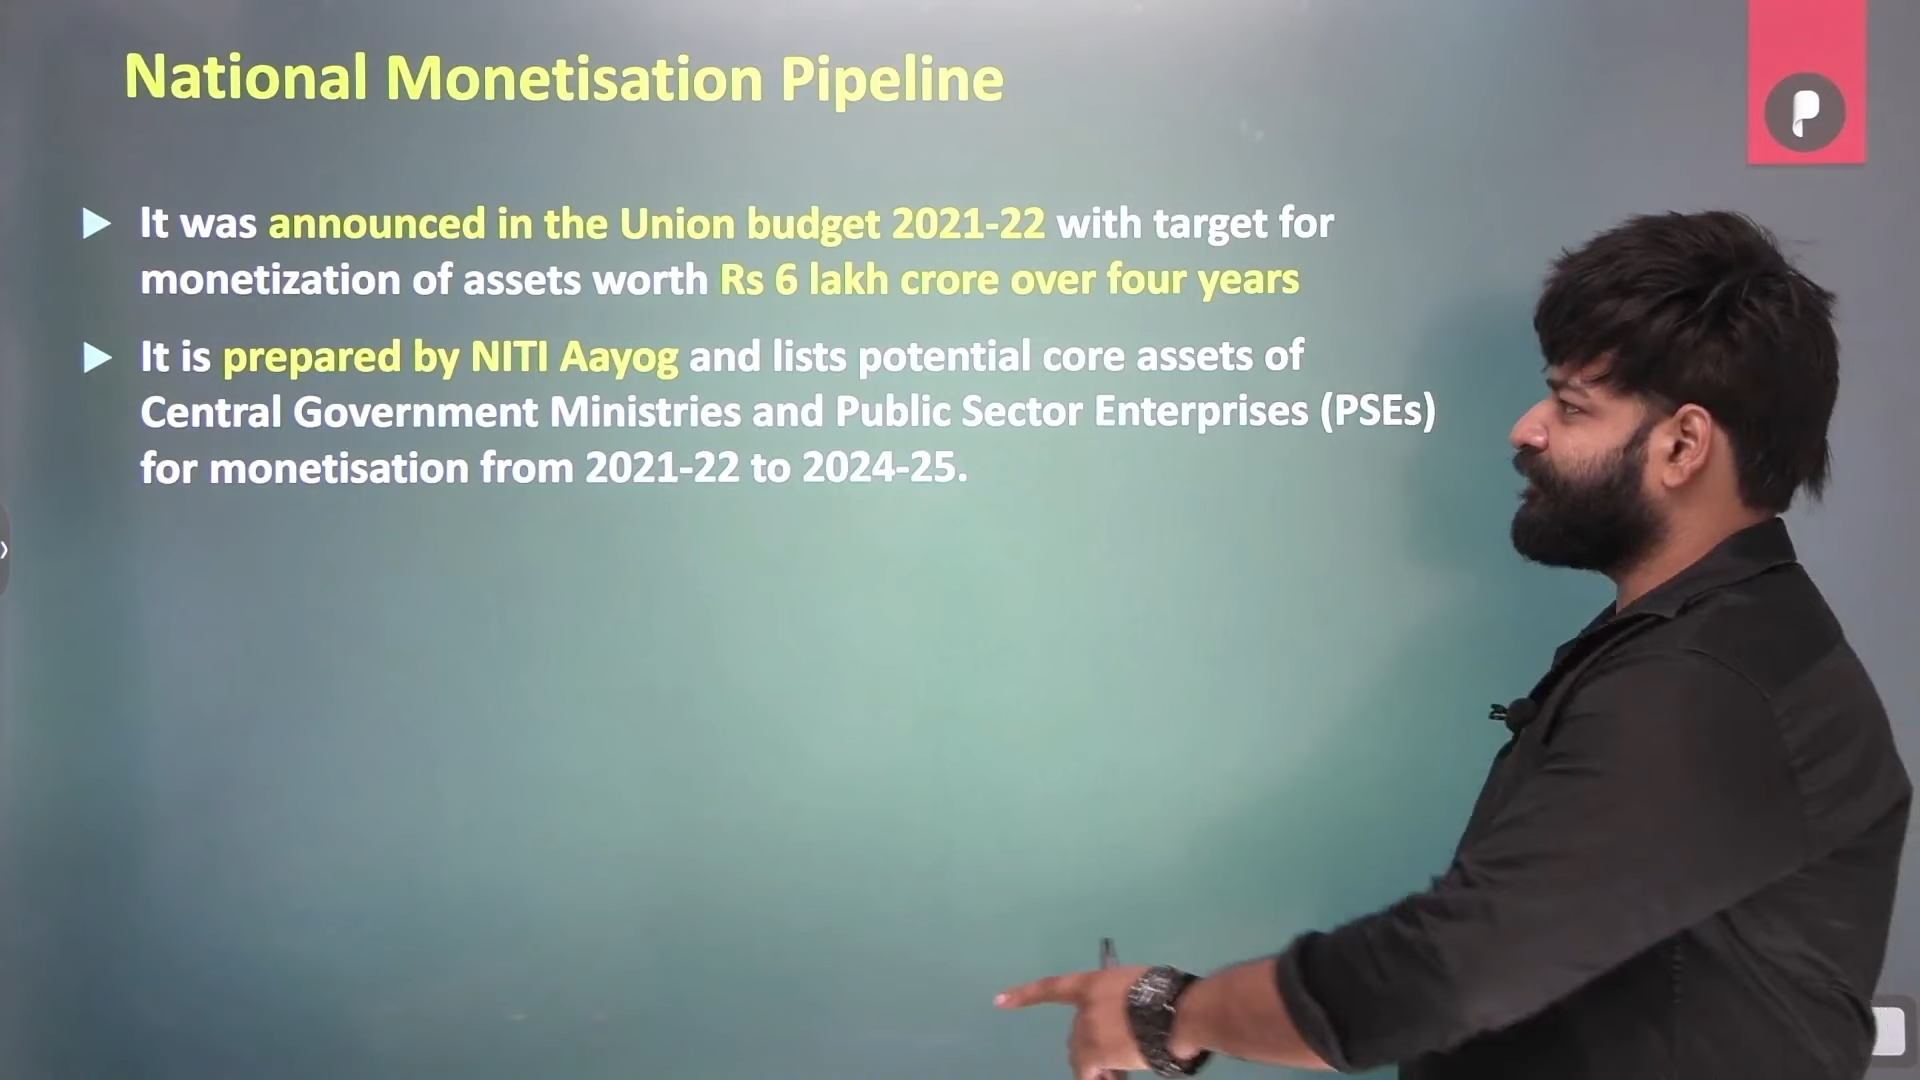 National Monetisation Pipeline
It was announced in the Union budget 2021-22 with target for
monetization of assets worth Rs 6 lakh crore over four years
It is prepared by NITI Aayog and lists potential core assets of
Central Government Ministries and Public Sector Enterprises (PSEs)
for monetisation from 2021-22 to 2024-25.